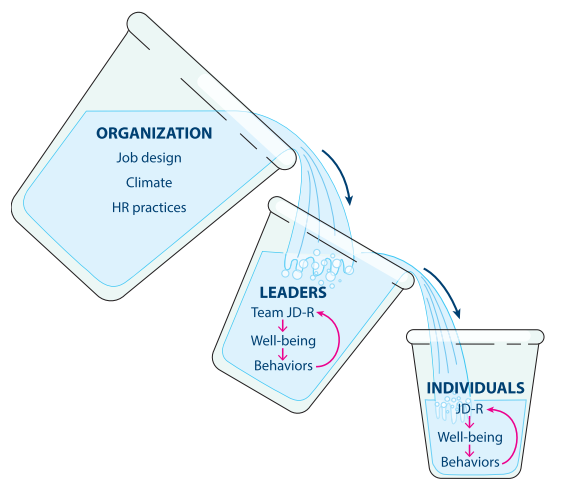 ORGANIZATION
Job design
Climate
HR practices
LEADERS
Team JD-R
Well-being
Behaviors
INDIVIDUALS
JD-R
Well-being
Behaviors